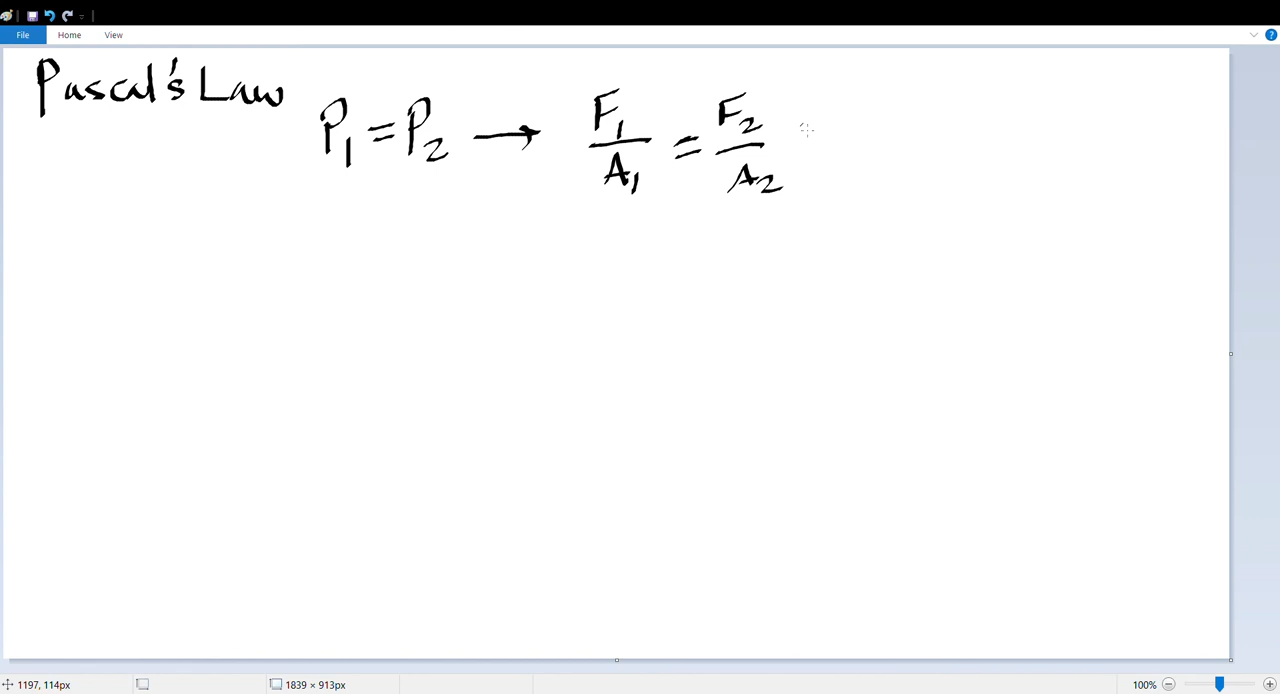 File Home View
Pascal's Law
P₁ = P₂ → F₁/A₁ = F₂/A₂
1197, 114px 1839 × 913px 100%